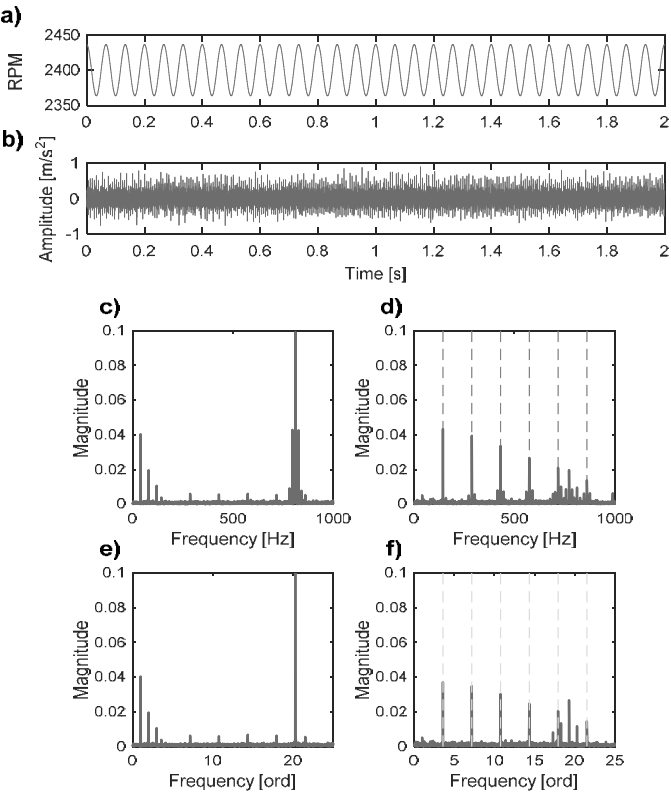 a)
RPM
2450
2400
2350
0 0.2 0.4 0.6 0.8 1 1.2 1.4 1.6 1.8 2
b)
Amplitude [m/s²]
1
0
-1
0 0.2 0.4 0.6 0.8 1 1.2 1.4 1.6 1.8 2
Time [s]
c)
Magnitude
0.1
0.08
0.06
0.04
0.02
0
0 500 1000
Frequency [Hz]
d)
Magnitude
0.1
0.08
0.06
0.04
0.02
0
0 500 1000
Frequency [Hz]
e)
Magnitude
0.1
0.08
0.06
0.04
0.02
0
0 10 20
Frequency [ord]
f)
Magnitude
0.1
0.08
0.06
0.04
0.02
0
0 5 10 15 20 25
Frequency [ord]